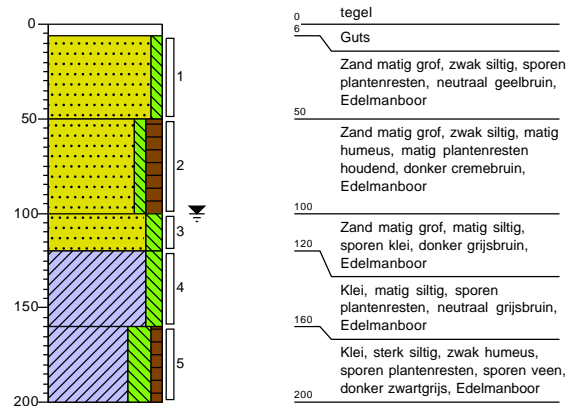 0
50
100
150
200
1
2
3
4
5
0
tegel
6
Guts
Zand matig grof, zwak siltig, sporen
plantenresten, neutraal geelbruin,
Edelmanboor
50
Zand matig grof, zwak siltig, matig
humeus, matig plantenresten
houdend, donker cremebruin,
Edelmanboor
100
Zand matig grof, matig siltig,
sporen klei, donker grijsbruin,
Edelmanboor
120
Klei, matig siltig, sporen
plantenresten, neutraal grijsbruin,
Edelmanboor
160
Klei, sterk siltig, zwak humeus,
sporen plantenresten, sporen veen,
donker zwartgrijs, Edelmanboor
200